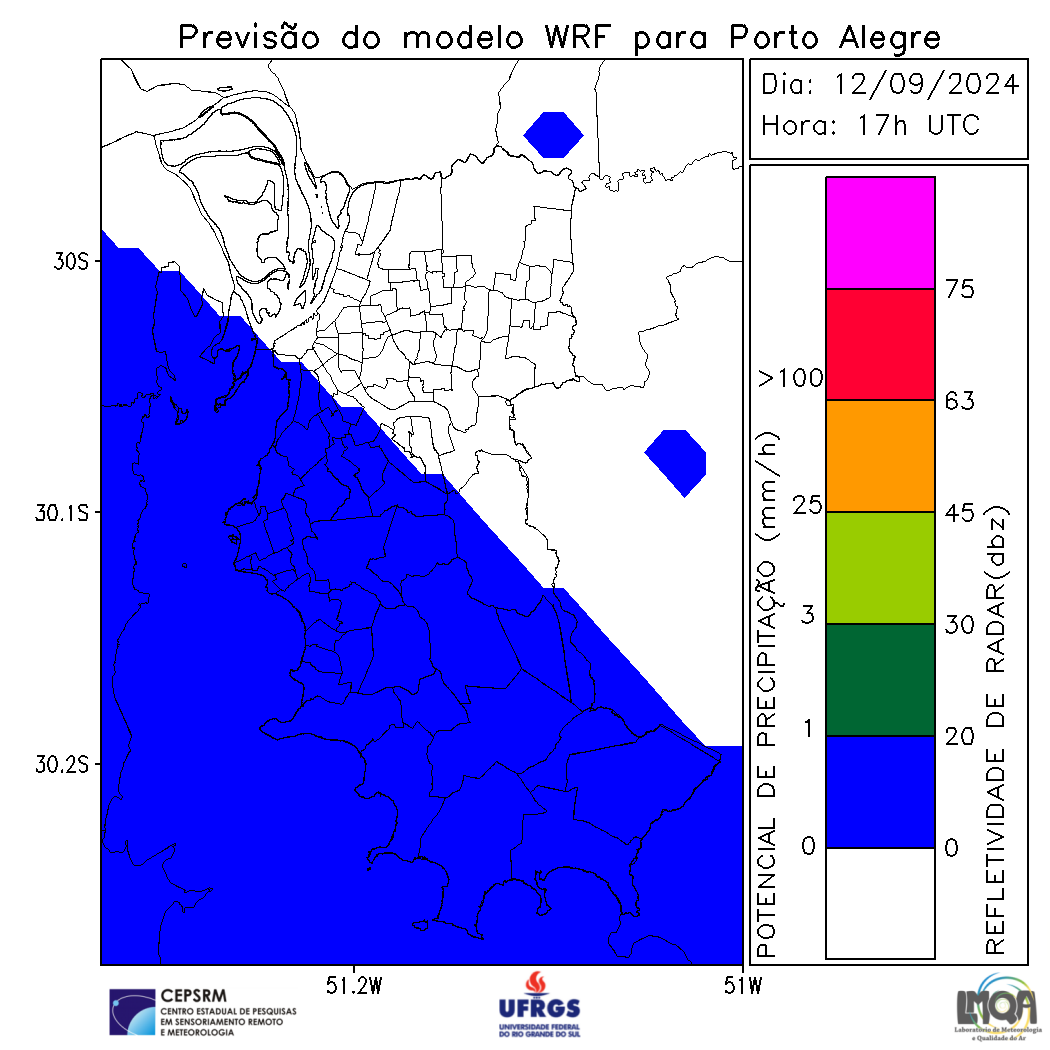 Previsão do modelo WRF para Porto Alegre
Dia: 12/09/2024
Hora: 17h UTC
30S
30.1S
30.2S
51.2W
51W
POTENCIAL DE PRECIPITAÇÃO (mm/h)
>100
25
3
1
0
75
63
45
30
20
0
REFLETIVIDADE DE RADAR(dbz)
CEPSRM
CENTRO ESTADUAL DE PESQUISAS
EM SENSORIAMENTO REMOTO
E METEOROLOGIA
UFRGS
UNIVERSIDADE FEDERAL
DO RIO GRANDE DO SUL
LMQA
Laboratório de Meteorologia
e Qualidade do Ar